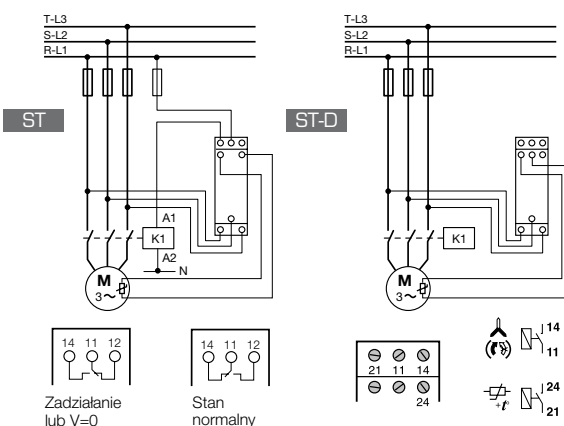 T-L3
S-L2
R-L1
ST
A1
K1
A2
N
M
3~
14 11 12
Zadziałanie
lub V=0
14 11 12
Stan
normalny
T-L3
S-L2
R-L1
ST-D
K1
M
3~
21 11 14
24
14
11
+t°
24
21